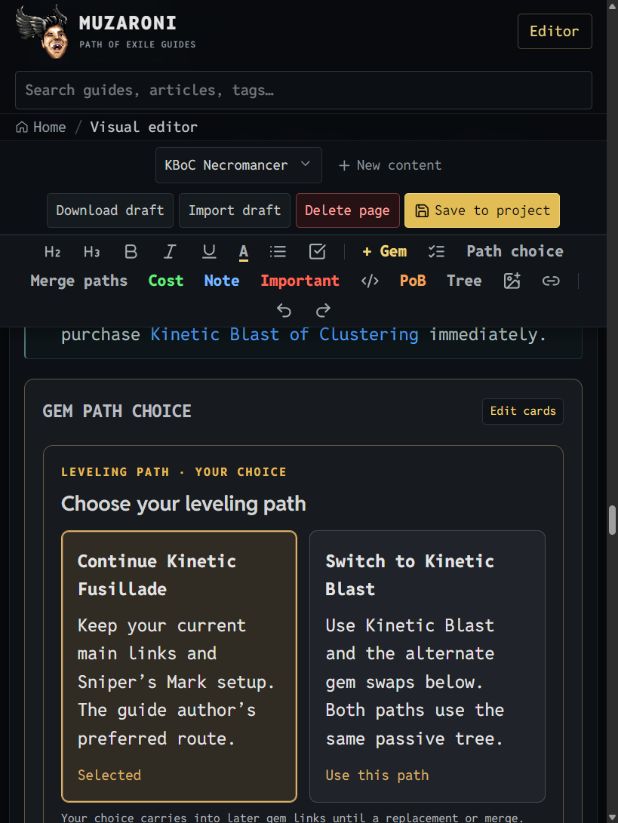 MUZARONI
PATH OF EXILE GUIDES
Editor
Search guides, articles, tags…
Home / Visual editor
KBoC Necromancer
+ New content
Download draft
Import draft
Delete page
Save to project
H2 H3 B I U A + Gem Path choice
Merge paths Cost Note Important </> PoB Tree
purchase Kinetic Blast of Clustering immediately.
GEM PATH CHOICE
Edit cards
LEVELING PATH · YOUR CHOICE
Choose your leveling path
Continue Kinetic
Fusillade
Keep your current
main links and
Sniper’s Mark setup.
The guide author’s
preferred route.
Selected
Switch to Kinetic
Blast
Use Kinetic Blast
and the alternate
gem swaps below.
Both paths use the
same passive tree.
Use this path
Your choice carries into later gem links until a replacement or merge.